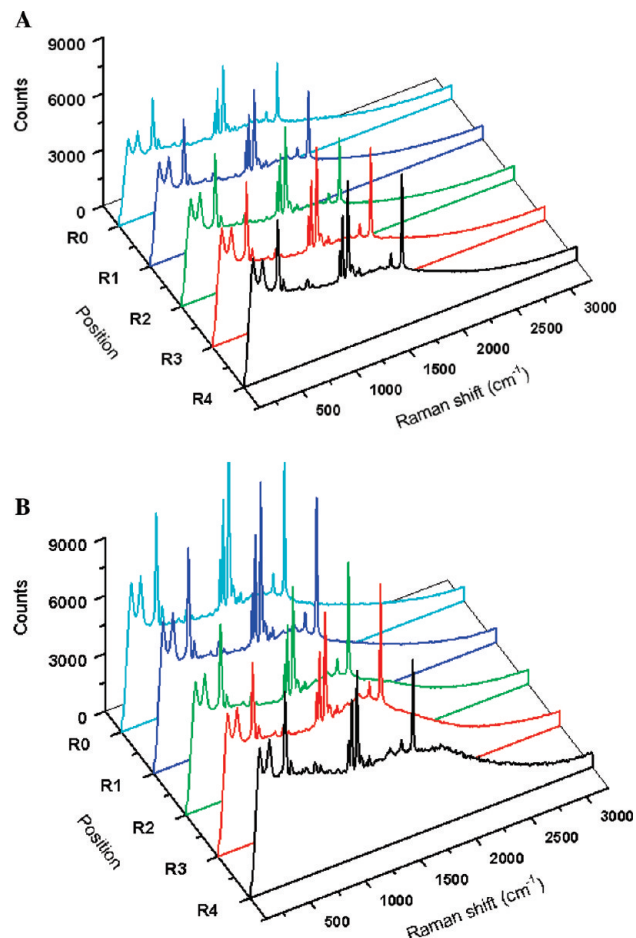 A
9000
6000
3000
0
Counts
R0
R1
R2
R3
R4
Position
500
1000
1500
2000
2500
3000
Raman shift (cm⁻¹)
B
9000
6000
3000
0
Counts
R0
R1
R2
R3
R4
Position
500
1000
1500
2000
2500
3000
Raman shift (cm⁻¹)